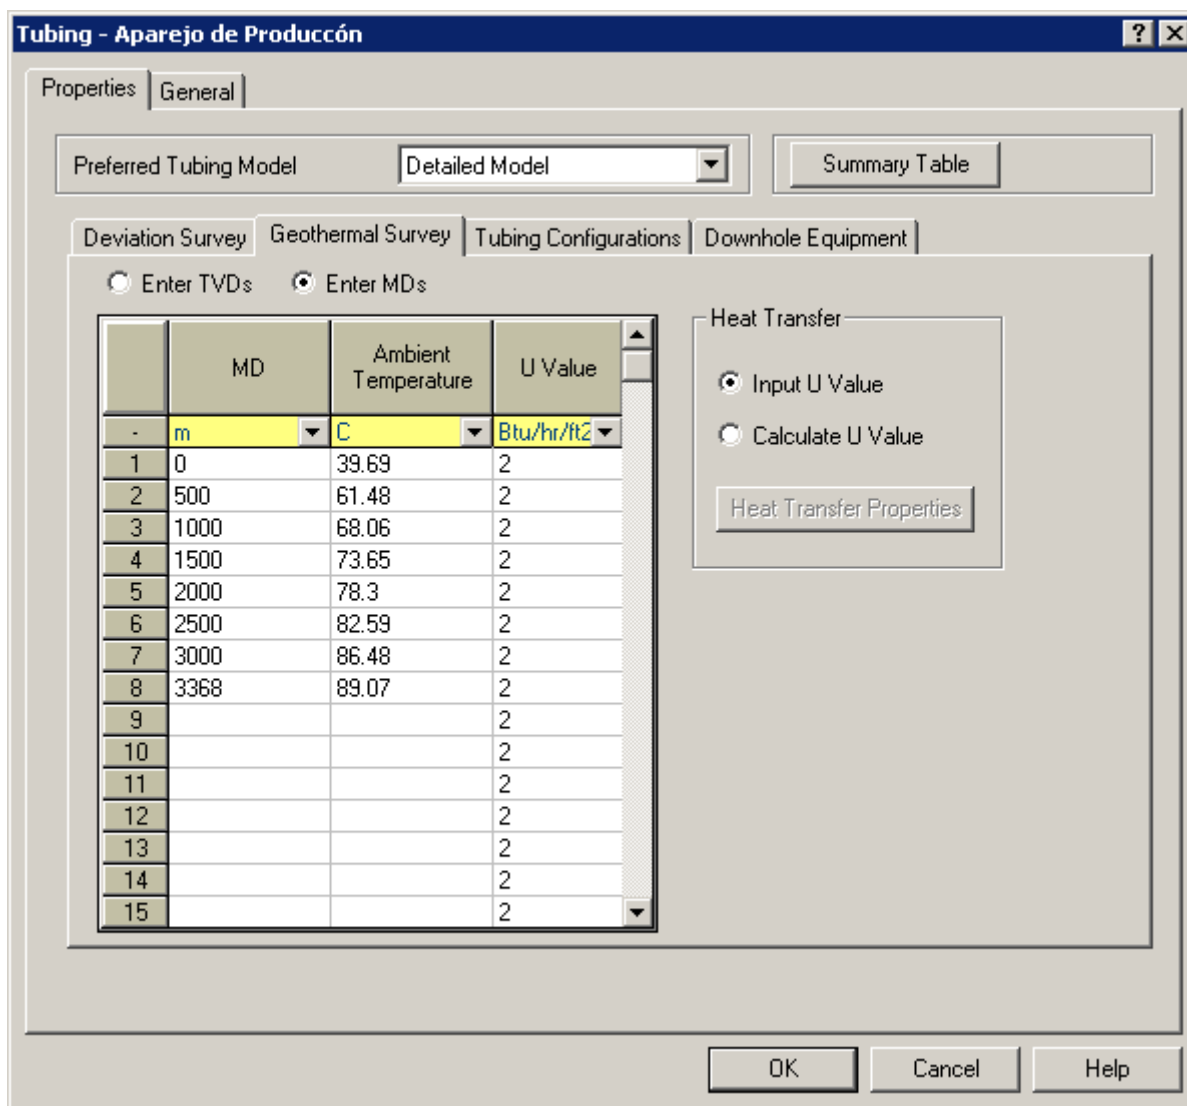 Tubing - Aparejo de Produccón
Properties General
Preferred Tubing Model Detailed Model Summary Table
Deviation Survey Geothermal Survey Tubing Configurations Downhole Equipment
Enter TVDs Enter MDs
Heat Transfer
MD Ambient Temperature U Value
Input U Value
Calculate U Value
Heat Transfer Properties
- m C Btu/hr/ft2
1 0 39.69 2
2 500 61.48 2
3 1000 68.06 2
4 1500 73.65 2
5 2000 78.3 2
6 2500 82.59 2
7 3000 86.48 2
8 3368 89.07 2
9 2
10 2
11 2
12 2
13 2
14 2
15 2
OK Cancel Help